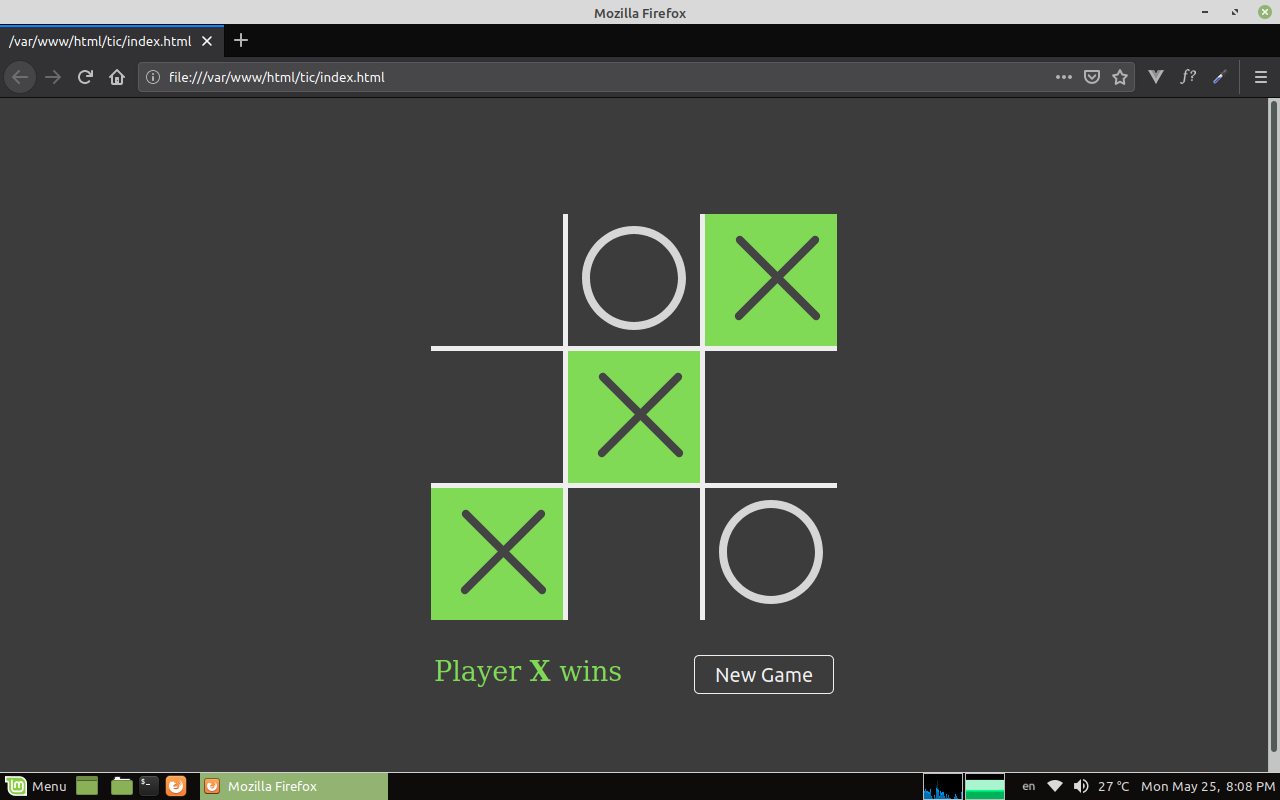 Mozilla Firefox
/var/www/html/tic/index.html
file:///var/www/html/tic/index.html
f?
Player X wins
New Game
Menu
Mozilla Firefox
en
27 °C
Mon May 25, 8:08 PM